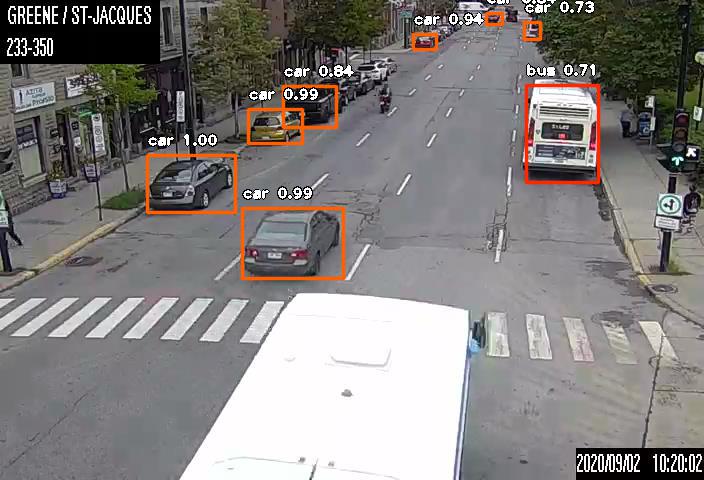 GREENE / ST-JACQUES
233-350
car 0.73
car 0.94
car 0.84
bus 0.71
car 0.99
car 1.00
car 0.99
2020/09/02 10:20:02